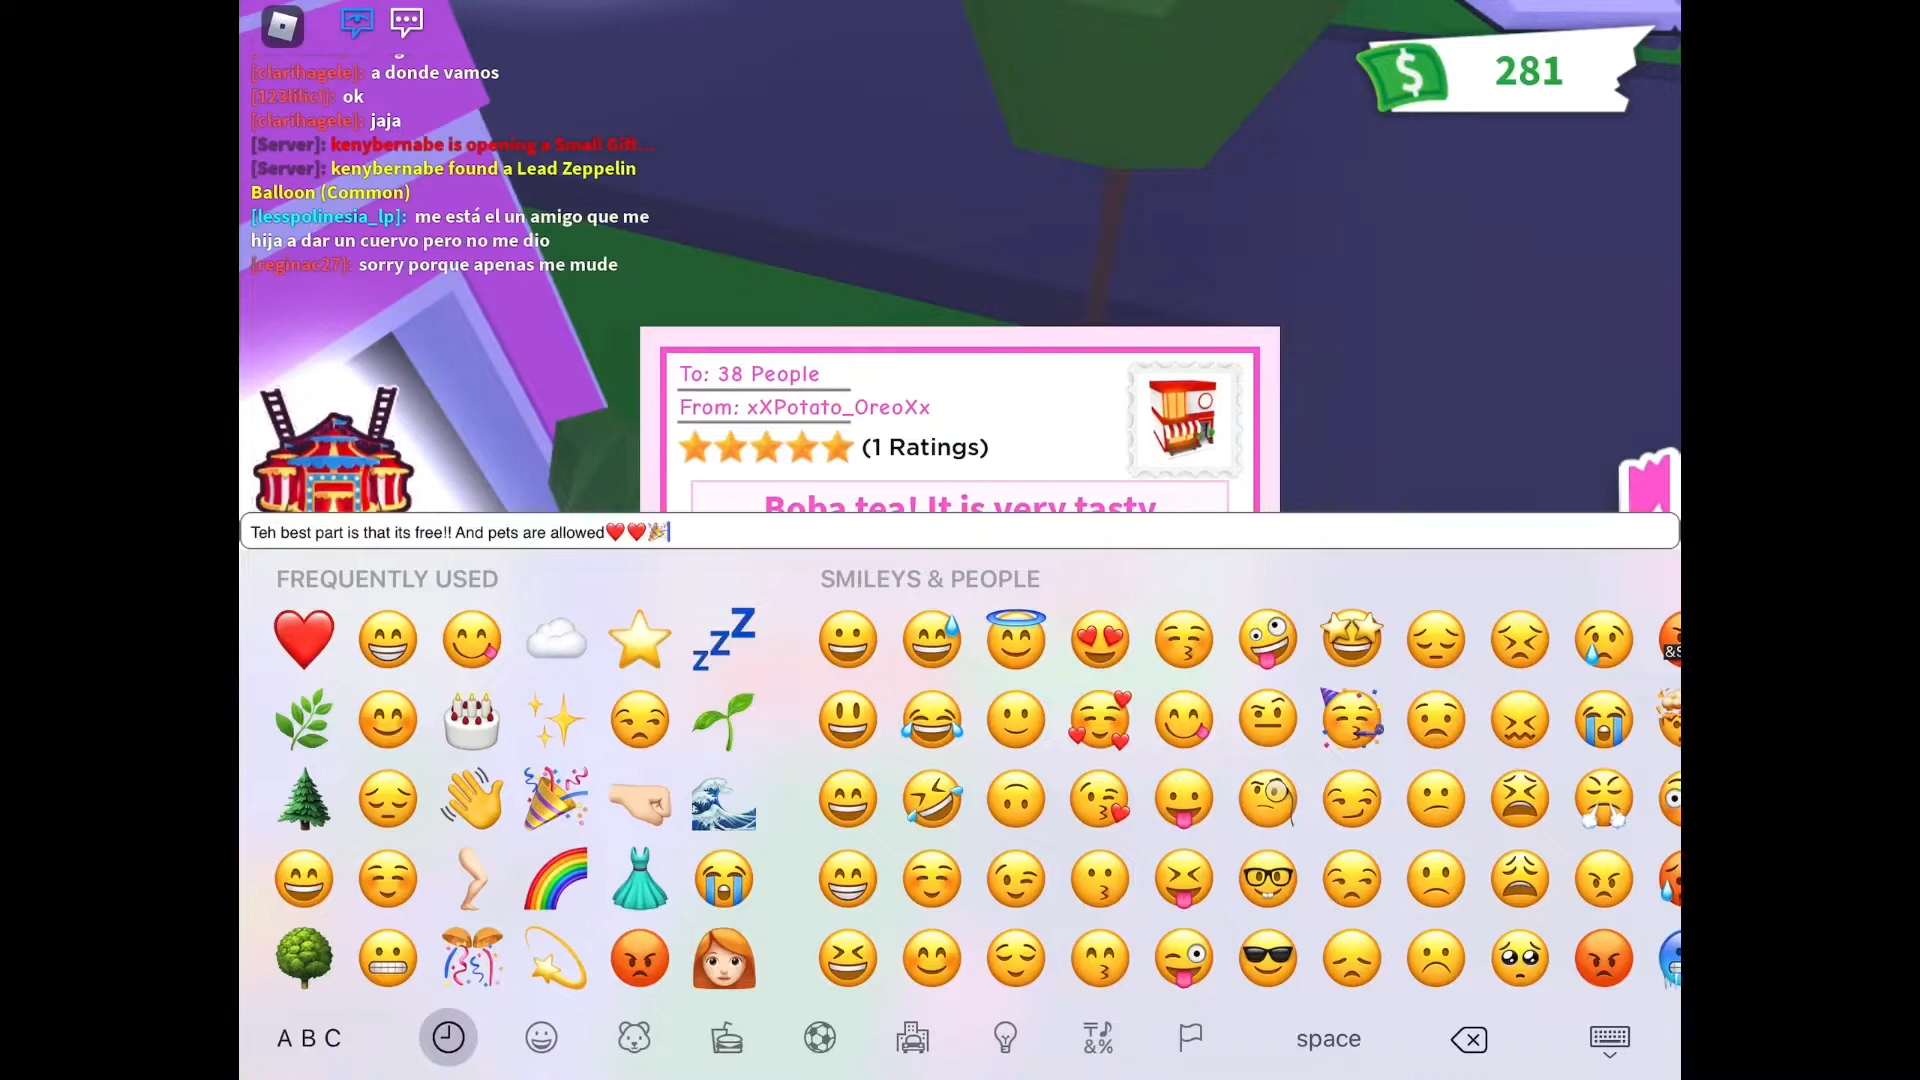 [clarihagele]: a donde vamos
281
[123lilici]: ok
[clarihagele]: jaja
[Server]: kenybernabe is opening a Small Gift...
[Server]: kenybernabe found a Lead Zeppelin
Balloon (Common)
[lesspolinesia_lp]: me está el un amigo que me
hija a dar un cuervo pero no me dio
[reginac27]: sorry porque apenas me mude
To: 38 People
From: xXPotato_OreoXx
(1 Ratings)
Boba tea! It is very tasty
Teh best part is that its free!! And pets are allowed❤️❤️🎉
FREQUENTLY USED
SMILEYS & PEOPLE
ABC
space